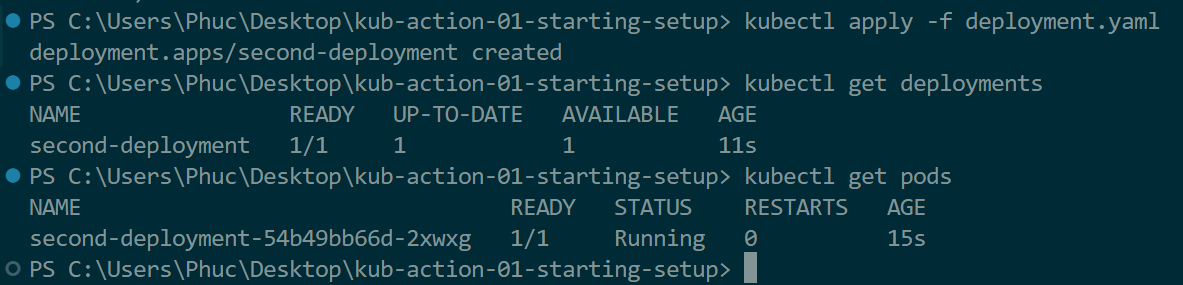 PS C:\Users\Phuc\Desktop\kub-action-01-starting-setup> kubectl apply -f deployment.yaml
deployment.apps/second-deployment created
PS C:\Users\Phuc\Desktop\kub-action-01-starting-setup> kubectl get deployments
NAME                READY   UP-TO-DATE   AVAILABLE   AGE
second-deployment   1/1     1            1           11s
PS C:\Users\Phuc\Desktop\kub-action-01-starting-setup> kubectl get pods
NAME                                 READY   STATUS    RESTARTS   AGE
second-deployment-54b49bb66d-2xwxg   1/1     Running   0          15s
PS C:\Users\Phuc\Desktop\kub-action-01-starting-setup>